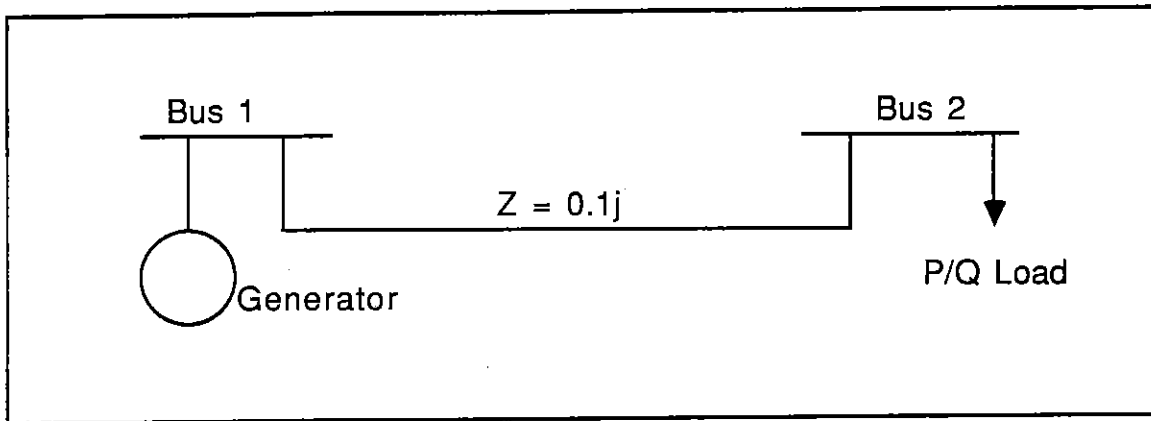 Bus 1
Bus 2
Z = 0.1j
P/Q Load
Generator